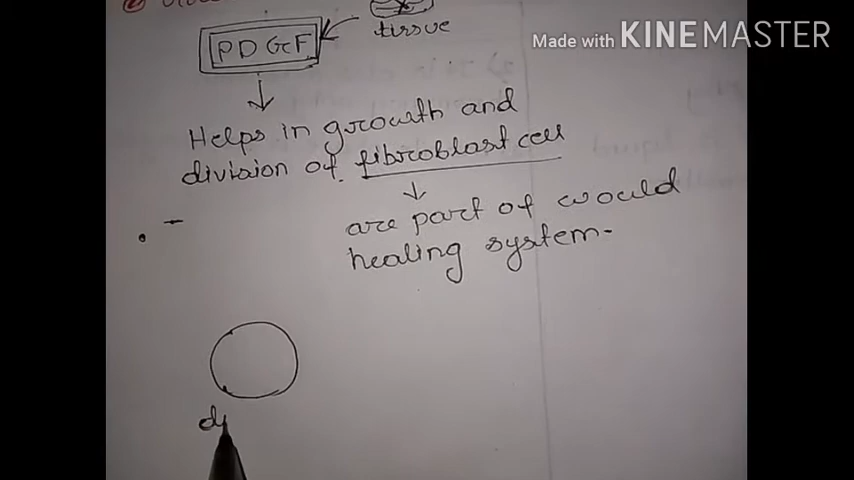 tissue
Made with KINEMASTER
PDGF
Helps in growth and
division of fibroblast cell
are part of would
healing system.
d